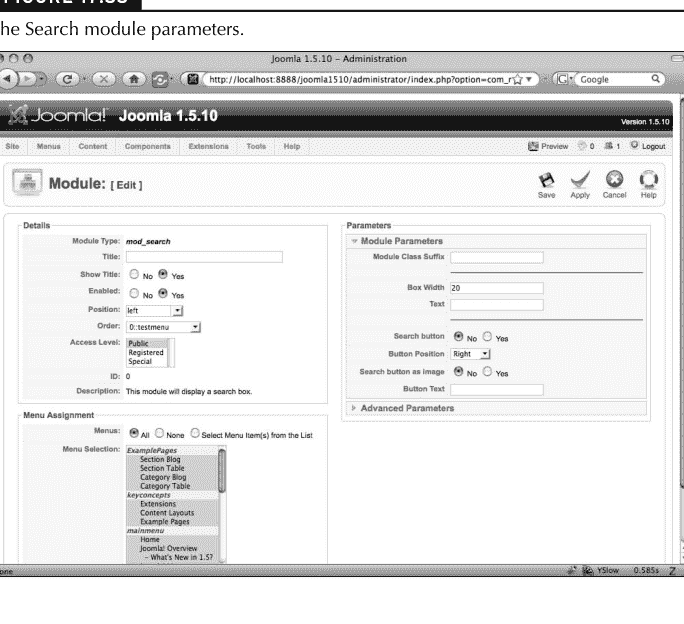 he Search module parameters.
Joomla 1.5.10 – Administration
http://localhost:8888/joomla1510/administrator/index.php?option=com_r
Google
Joomla! Joomla 1.5.10
Version 1.5.10
Site Menus Content Components Extensions Tools Help
Preview 0 1 Logout
Module: [ Edit ]
Save Apply Cancel Help
Details
Module Type: mod_search
Title:
Show Title: No Yes
Enabled: No Yes
Position: left
Order: 0::testmenu
Access Level: Public
Registered
Special
ID: 0
Description: This module will display a search box.
Menu Assignment
Menus: All None Select Menu Item(s) from the List
Menu Selection: ExamplePages
Section Blog
Section Table
Category Blog
Category Table
keyconcepts
Extensions
Content Layouts
Example Pages
mainmenu
Home
Joomla! Overview
- What's New in 1.5?
Parameters
Module Parameters
Module Class Suffix
Box Width 20
Text
Search button No Yes
Button Position Right
Search button as image No Yes
Button Text
Advanced Parameters
one
YSlow 0.585s